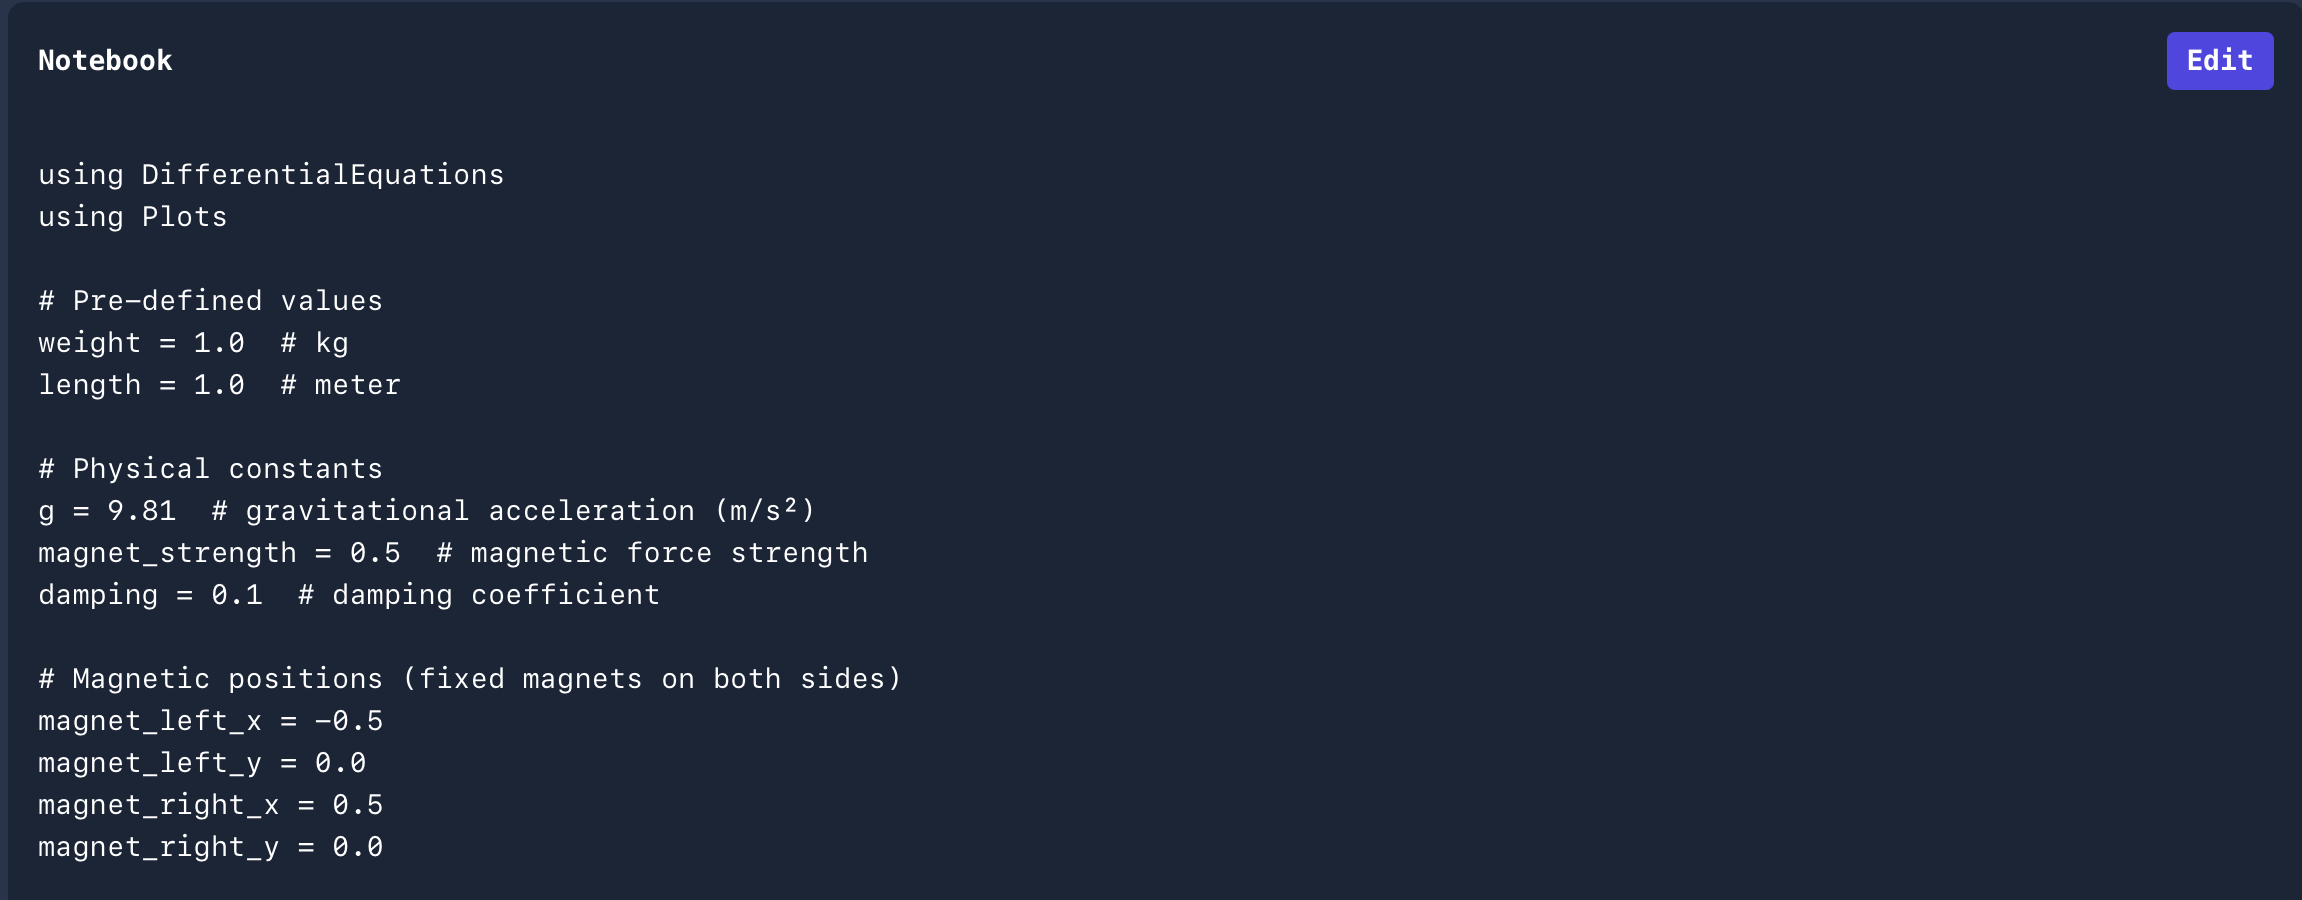 Notebook
Edit
using DifferentialEquations
using Plots
# Pre-defined values
weight = 1.0  # kg
length = 1.0  # meter
# Physical constants
g = 9.81  # gravitational acceleration (m/s²)
magnet_strength = 0.5  # magnetic force strength
damping = 0.1  # damping coefficient
# Magnetic positions (fixed magnets on both sides)
magnet_left_x = -0.5
magnet_left_y = 0.0
magnet_right_x = 0.5
magnet_right_y = 0.0